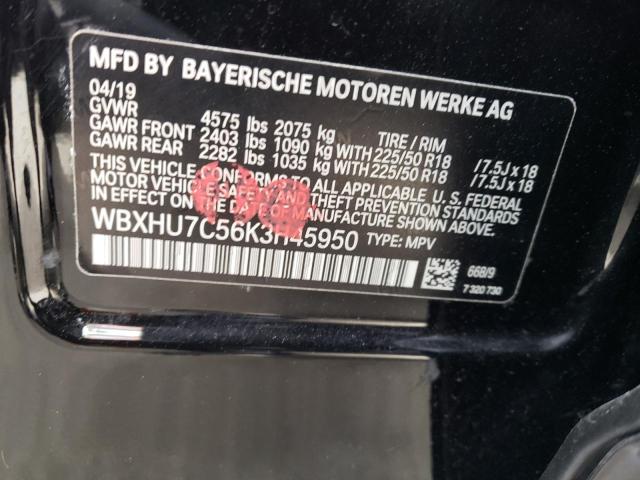 MFD BY BAYERISCHE MOTOREN WERKE AG
04/19
GVWR 4575 lbs 2075 kg TIRE / RIM
GAWR FRONT 2403 lbs 1090 kg WITH 225/50 R18 /7.5J x 18
GAWR REAR 2282 lbs 1035 kg WITH 225/50 R18 /7.5J x 18
THIS VEHICLE CONFORMS TO ALL APPLICABLE U. S. FEDERAL
MOTOR VEHICLE SAFETY AND THEFT PREVENTION STANDARDS
IN EFFECT ON THE DATE OF MANUFACTURE SHOWN ABOVE.
WBXHU7C56K3H45950 TYPE: MPV
668/9
7 320 730